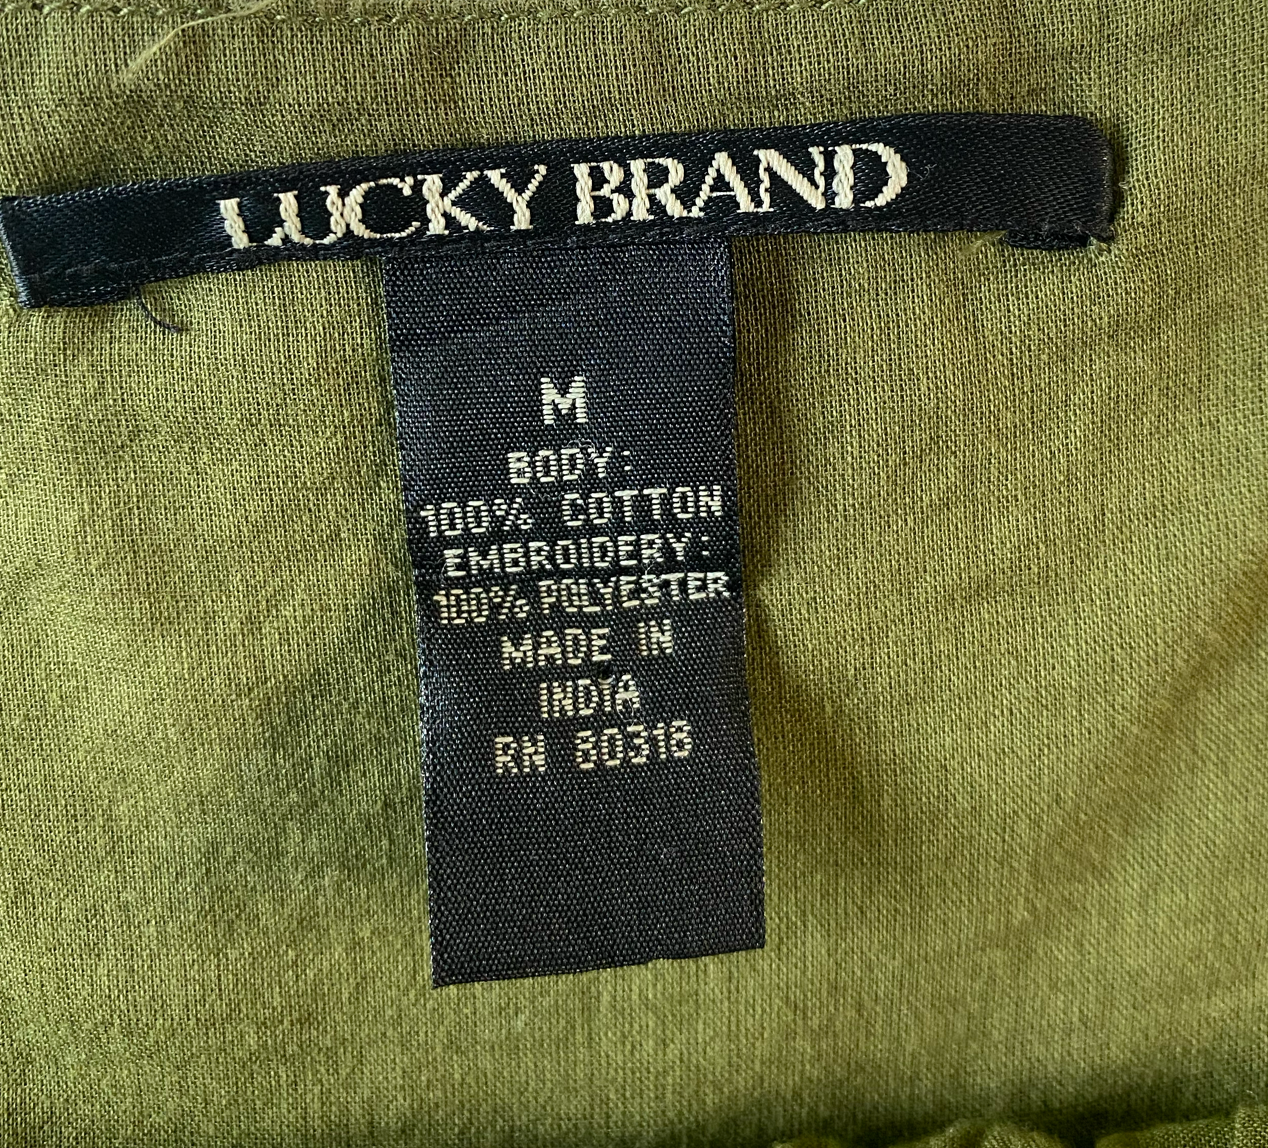 LUCKY BRAND
M
BODY:
100% COTTON
EMBROIDERY:
100% POLYESTER
MADE IN
INDIA
RN 80318